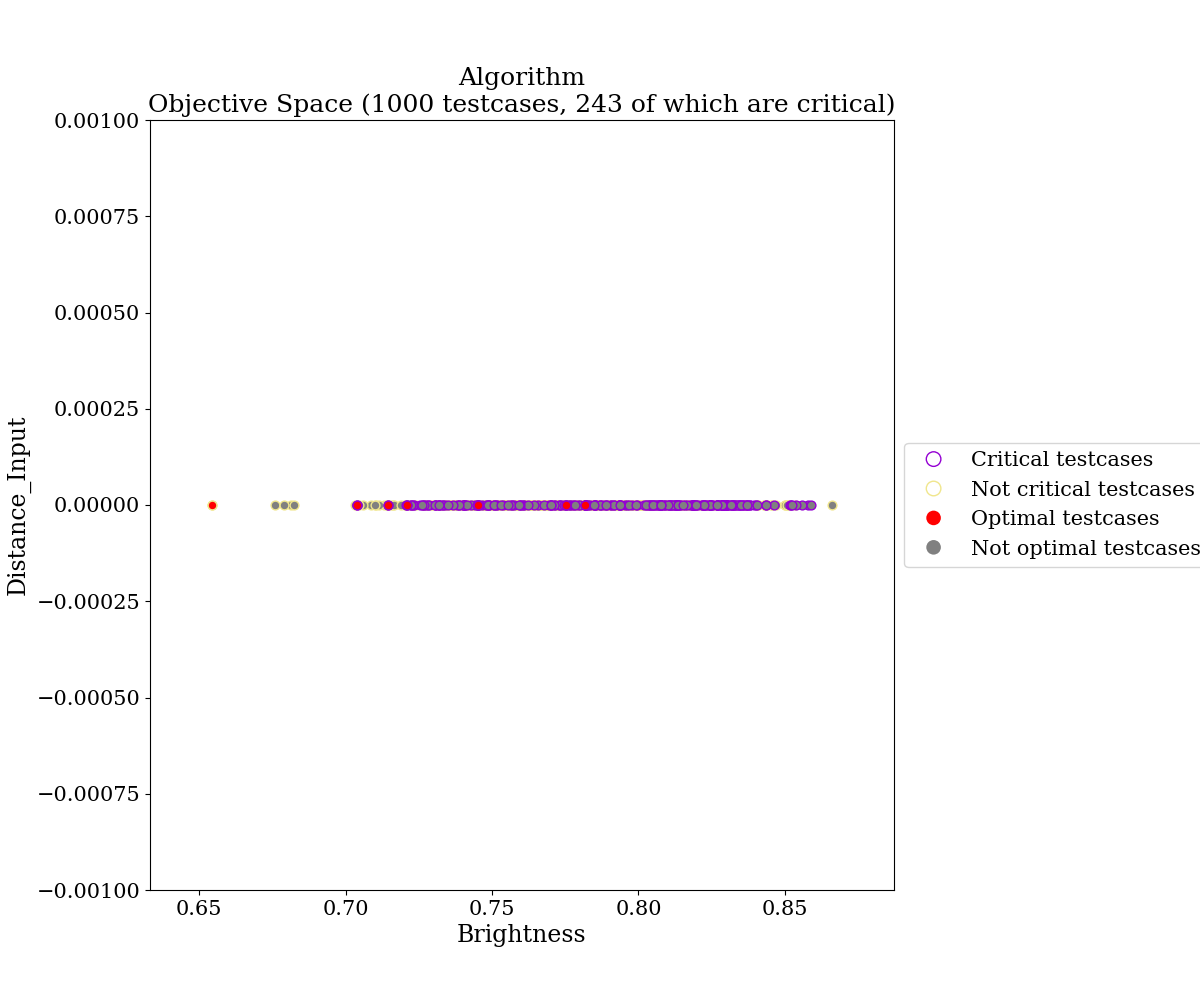 Algorithm
Objective Space (1000 testcases, 243 of which are critical)
0.00100
0.00075
0.00050
0.00025
0.00000
−0.00025
−0.00050
−0.00075
−0.00100
Distance_Input
0.65 0.70 0.75 0.80 0.85
Brightness
Critical testcases
Not critical testcases
Optimal testcases
Not optimal testcases